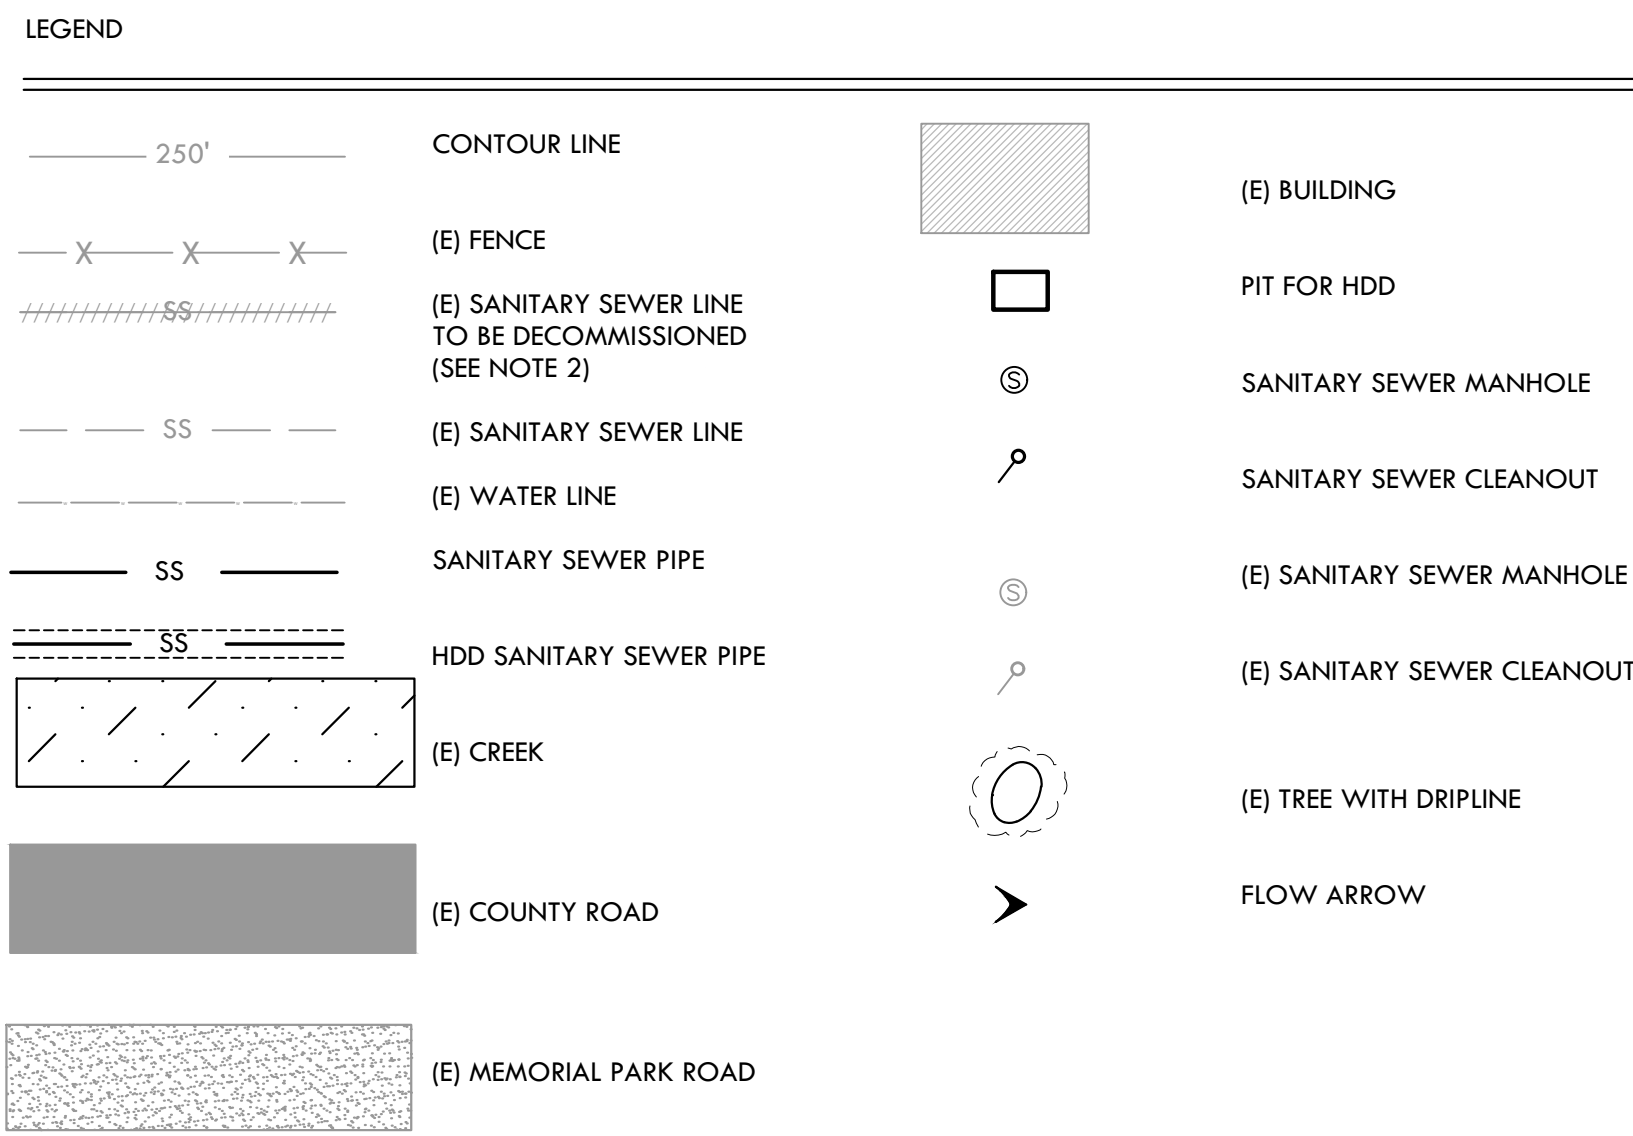 LEGEND
250' CONTOUR LINE
X X X (E) FENCE
SS (E) SANITARY SEWER LINE
TO BE DECOMMISSIONED
(SEE NOTE 2)
SS (E) SANITARY SEWER LINE
(E) WATER LINE
SS SANITARY SEWER PIPE
SS HDD SANITARY SEWER PIPE
(E) CREEK
(E) COUNTY ROAD
(E) MEMORIAL PARK ROAD
(E) BUILDING
PIT FOR HDD
S SANITARY SEWER MANHOLE
SANITARY SEWER CLEANOUT
S (E) SANITARY SEWER MANHOLE
(E) SANITARY SEWER CLEANOUT
(E) TREE WITH DRIPLINE
FLOW ARROW